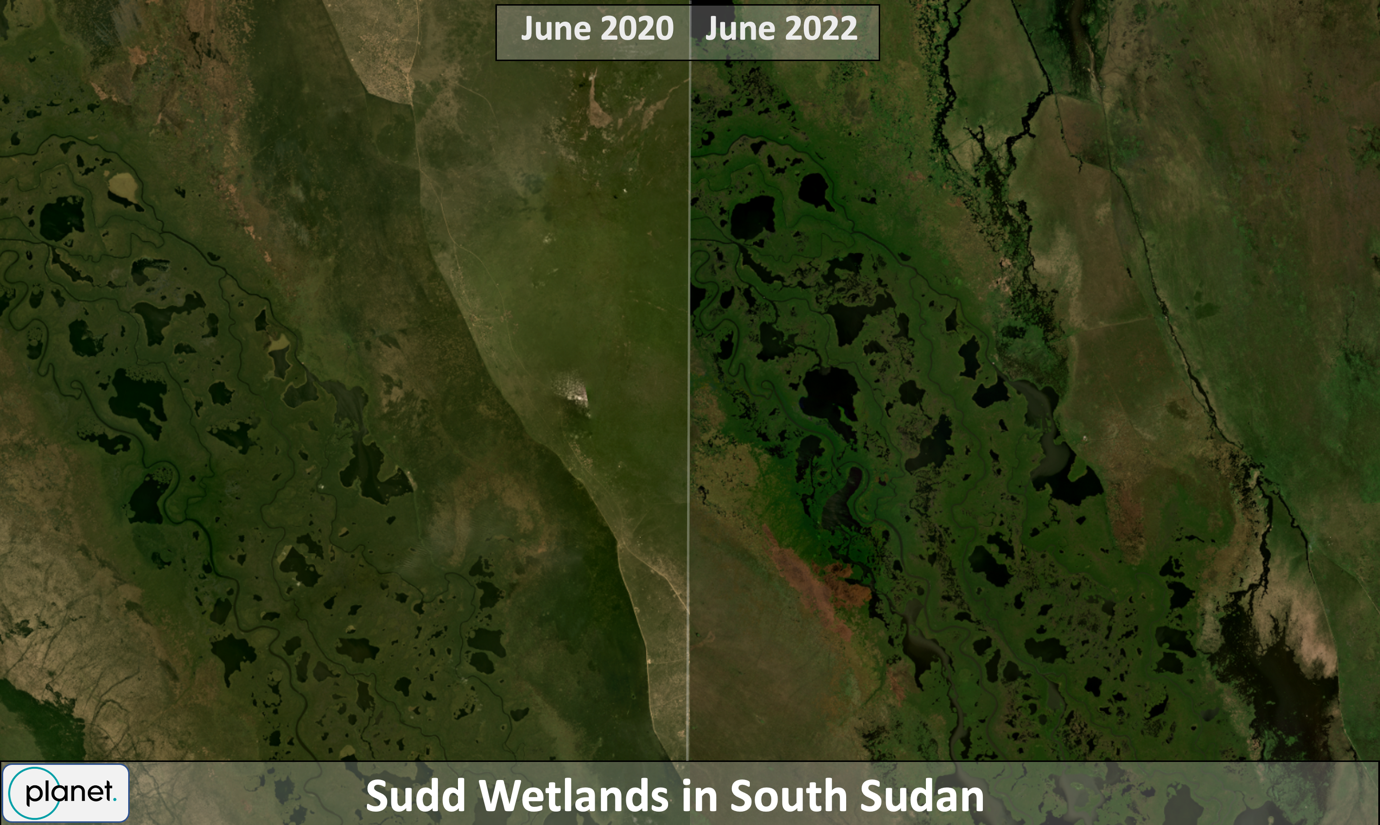 June 2020
June 2022
planet.
Sudd Wetlands in South Sudan